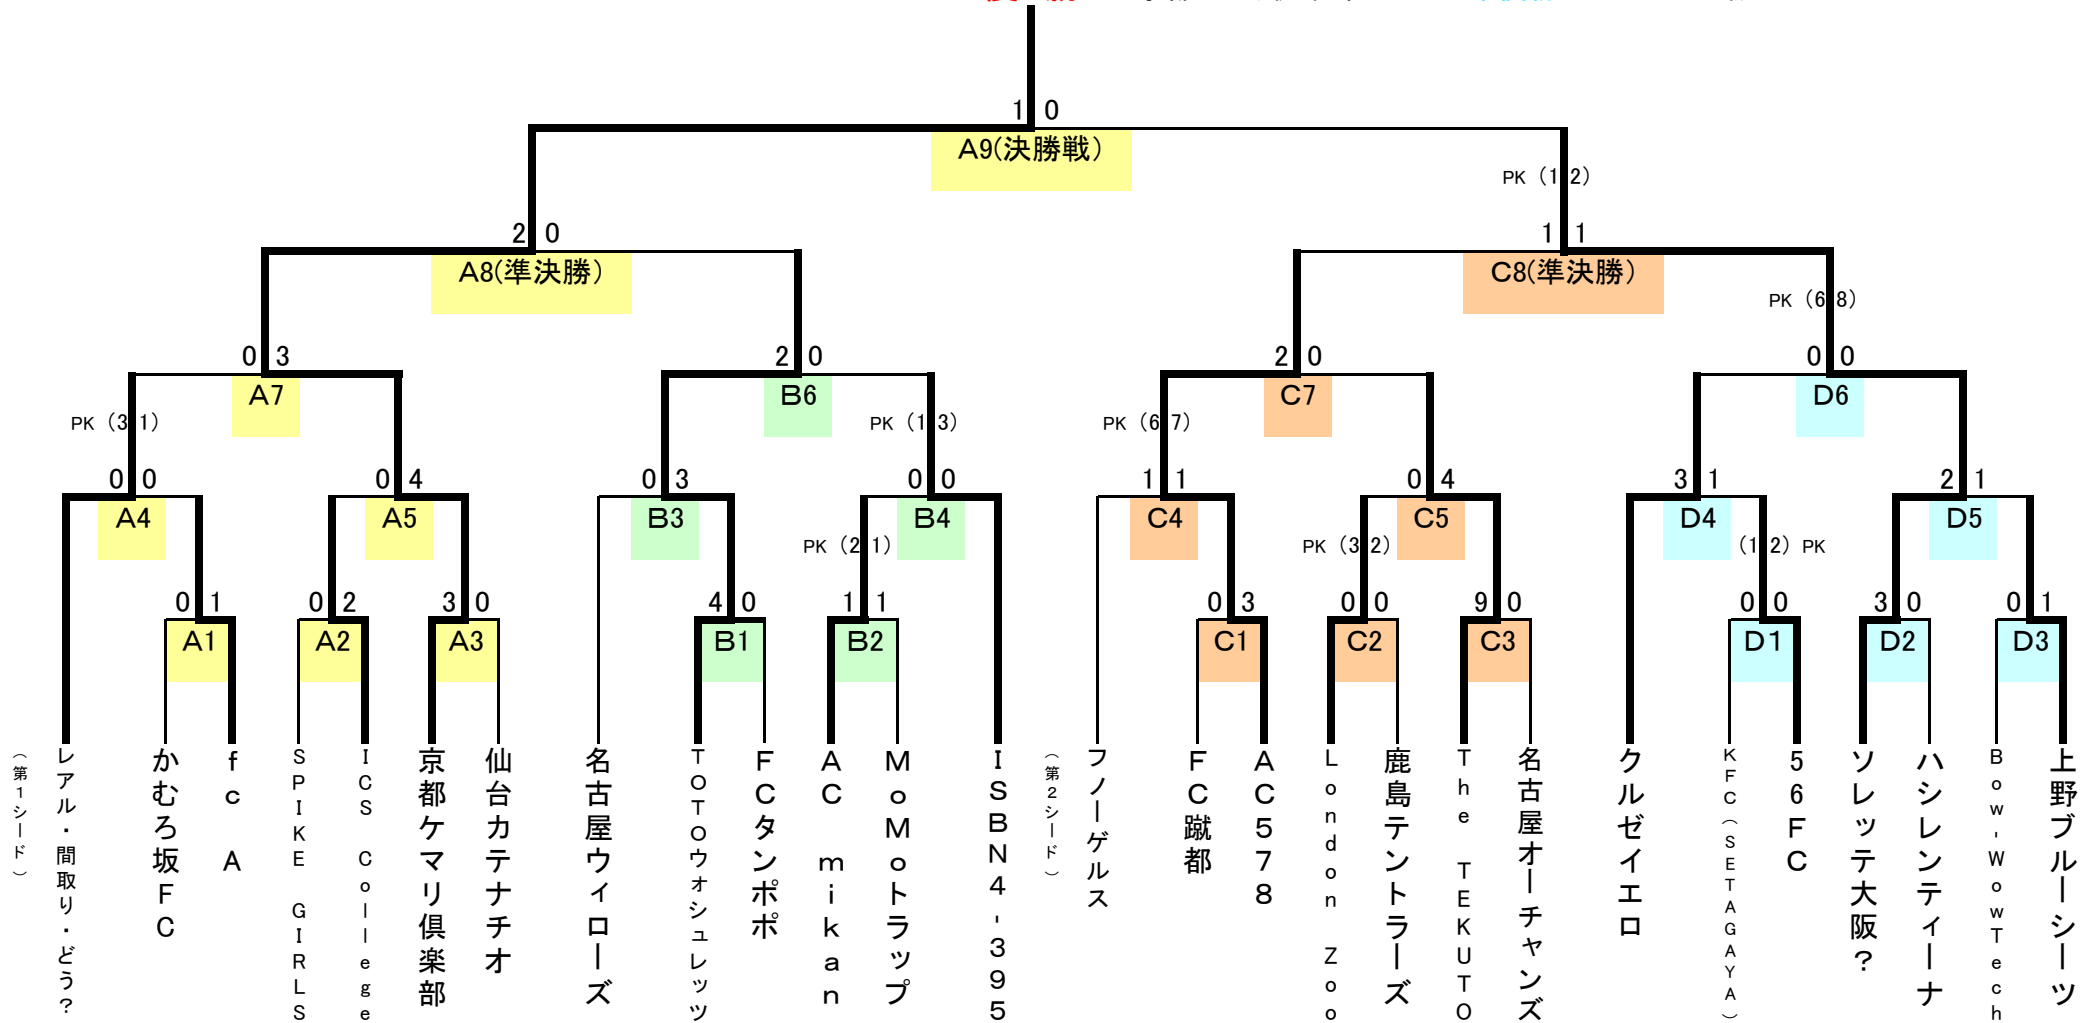 1 0
A9(決勝戦)
PK (1 2)
2 0
1 1
A8(準決勝)
C8(準決勝)
PK (6 8)
0 3
2 0
2 0
0 0
A7
B6
C7
D6
PK (3 1)
PK (1 3)
PK (6 7)
0 0
0 4
0 3
0 0
1 1
0 4
3 1
2 1
A4
A5
B3
B4
C4
C5
D4
D5
PK (2 1)
PK (3 2)
(1 2) PK
0 1
0 2
3 0
4 0
1 1
0 3
0 0
9 0
0 0
3 0
0 1
A1
A2
A3
B1
B2
C1
C2
C3
D1
D2
D3
(第1シード)
レアル・間取り・どう?
かむろ坂FC
fc A
SPIKE GIRLS
ICS College
京都ケマリ倶楽部
仙台カテナチオ
名古屋ウィローズ
TOTOウオシュレッツ
FCタンポポ
AC mikan
MoMoトラップ
ISBN4-395
(第2シード)
フノーゲルス
FC蹴都
AC578
London Zoo
鹿島テントラーズ
The TEKUTO
名古屋オーチャンズ
クルゼイエロ
KFC(SETAGAYA)
56FC
ソレッテ大阪?
ハシレンティーナ
Bow-WowTech
上野ブルーシーツ